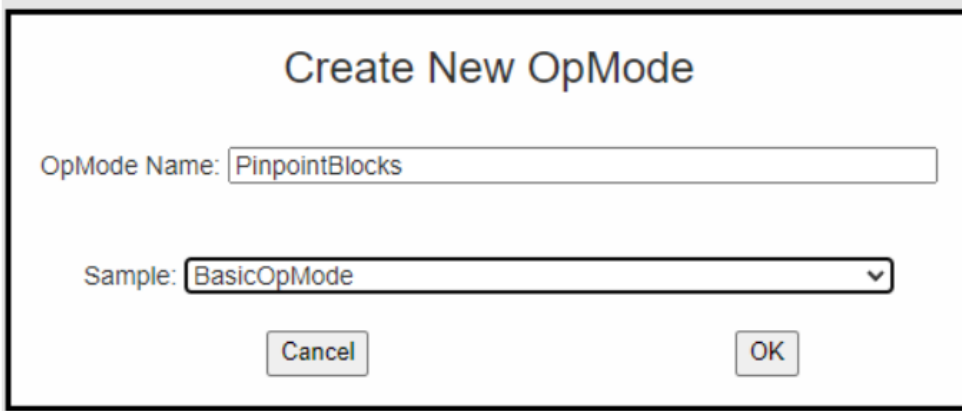 Create New OpMode
OpMode Name: PinpointBlocks
Sample: BasicOpMode
Cancel OK